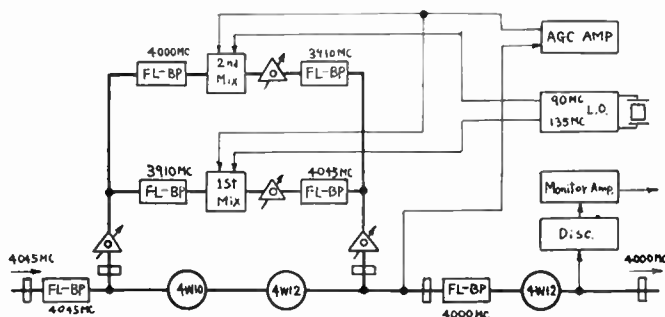 4000MC
3910MC
AGC AMP
FL-BP
2nd
Mix
FL-BP
90MC
L.O.
135MC
3910MC
4045MC
FL-BP
1St
Mix
FL-BP
Monitor Amp.
Disc.
4045MC
4000MC
FL-BP
4W10
4W12
FL-BP
4W12
4045MC
4000MC